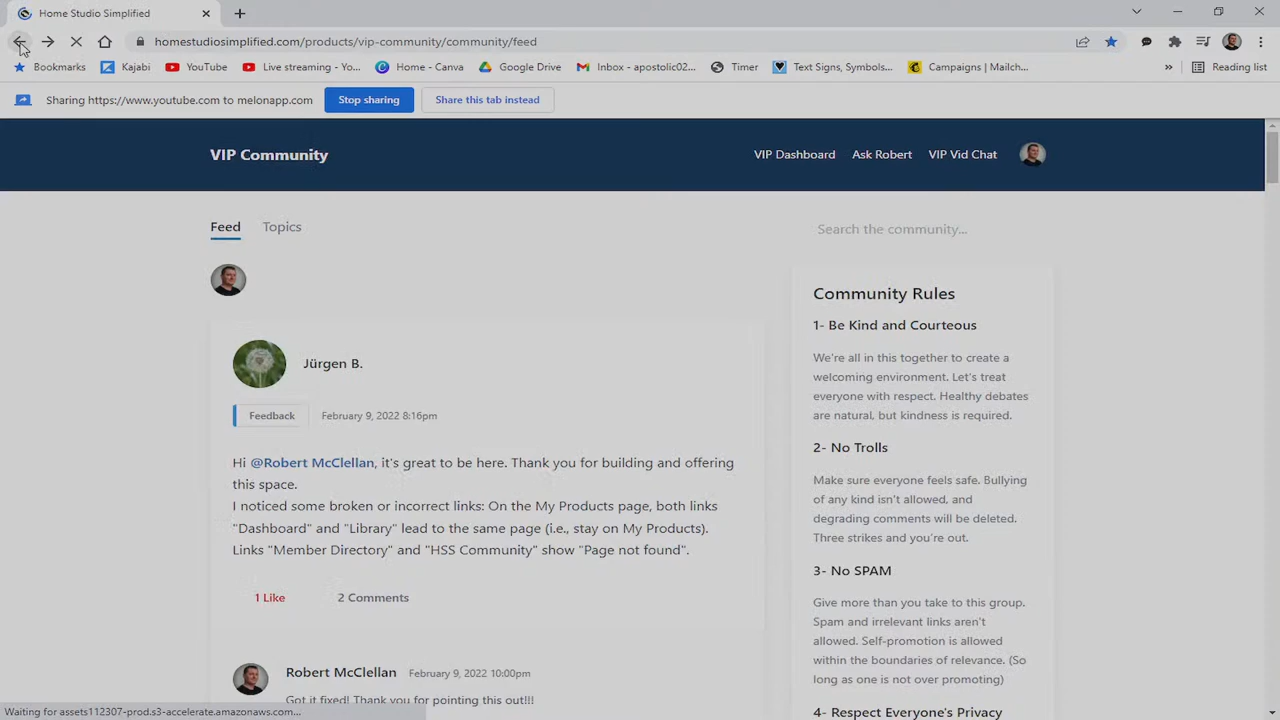 Home Studio Simplified
homestudiosimplified.com/products/vip-community/community/feed
Bookmarks Kajabi YouTube Live streaming - Yo... Home - Canva Google Drive Inbox - apostolic02... Timer Text Signs, Symbols... Campaigns | Mailch... » Reading list
Sharing https://www.youtube.com to melonapp.com Stop sharing Share this tab instead
VIP Community VIP Dashboard Ask Robert VIP Vid Chat
Feed Topics
Search the community...
Jürgen B.
Feedback February 9, 2022 8:16pm
Hi @Robert McClellan, it's great to be here. Thank you for building and offering
this space.
I noticed some broken or incorrect links: On the My Products page, both links
"Dashboard" and "Library" lead to the same page (i.e., stay on My Products).
Links "Member Directory" and "HSS Community" show "Page not found".
1 Like 2 Comments
Robert McClellan February 9, 2022 10:00pm
Got it fixed! Thank you for pointing this out!!!
Community Rules
1- Be Kind and Courteous
We're all in this together to create a
welcoming environment. Let's treat
everyone with respect. Healthy debates
are natural, but kindness is required.
2- No Trolls
Make sure everyone feels safe. Bullying
of any kind isn't allowed, and
degrading comments will be deleted.
Three strikes and you're out.
3- No SPAM
Give more than you take to this group.
Spam and irrelevant links aren't
allowed. Self-promotion is allowed
within the boundaries of relevance. (So
long as one is not over promoting)
4- Respect Everyone's Privacy
Waiting for assets112307-prod.s3-accelerate.amazonaws.com...